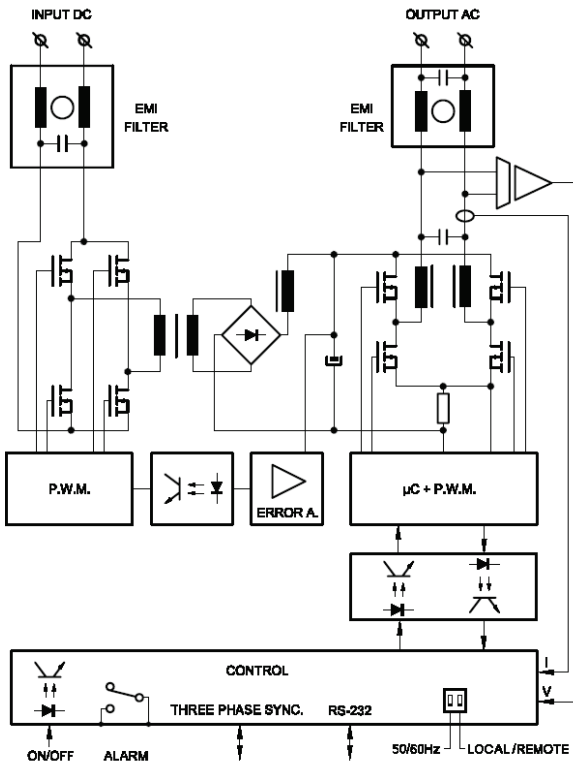 INPUT DC
OUTPUT AC
EMI
FILTER
EMI
FILTER
P.W.M.
ERROR A.
µC + P.W.M.
CONTROL
I
V
THREE PHASE SYNC.
RS-232
ON/OFF
ALARM
50/60Hz
LOCAL/REMOTE